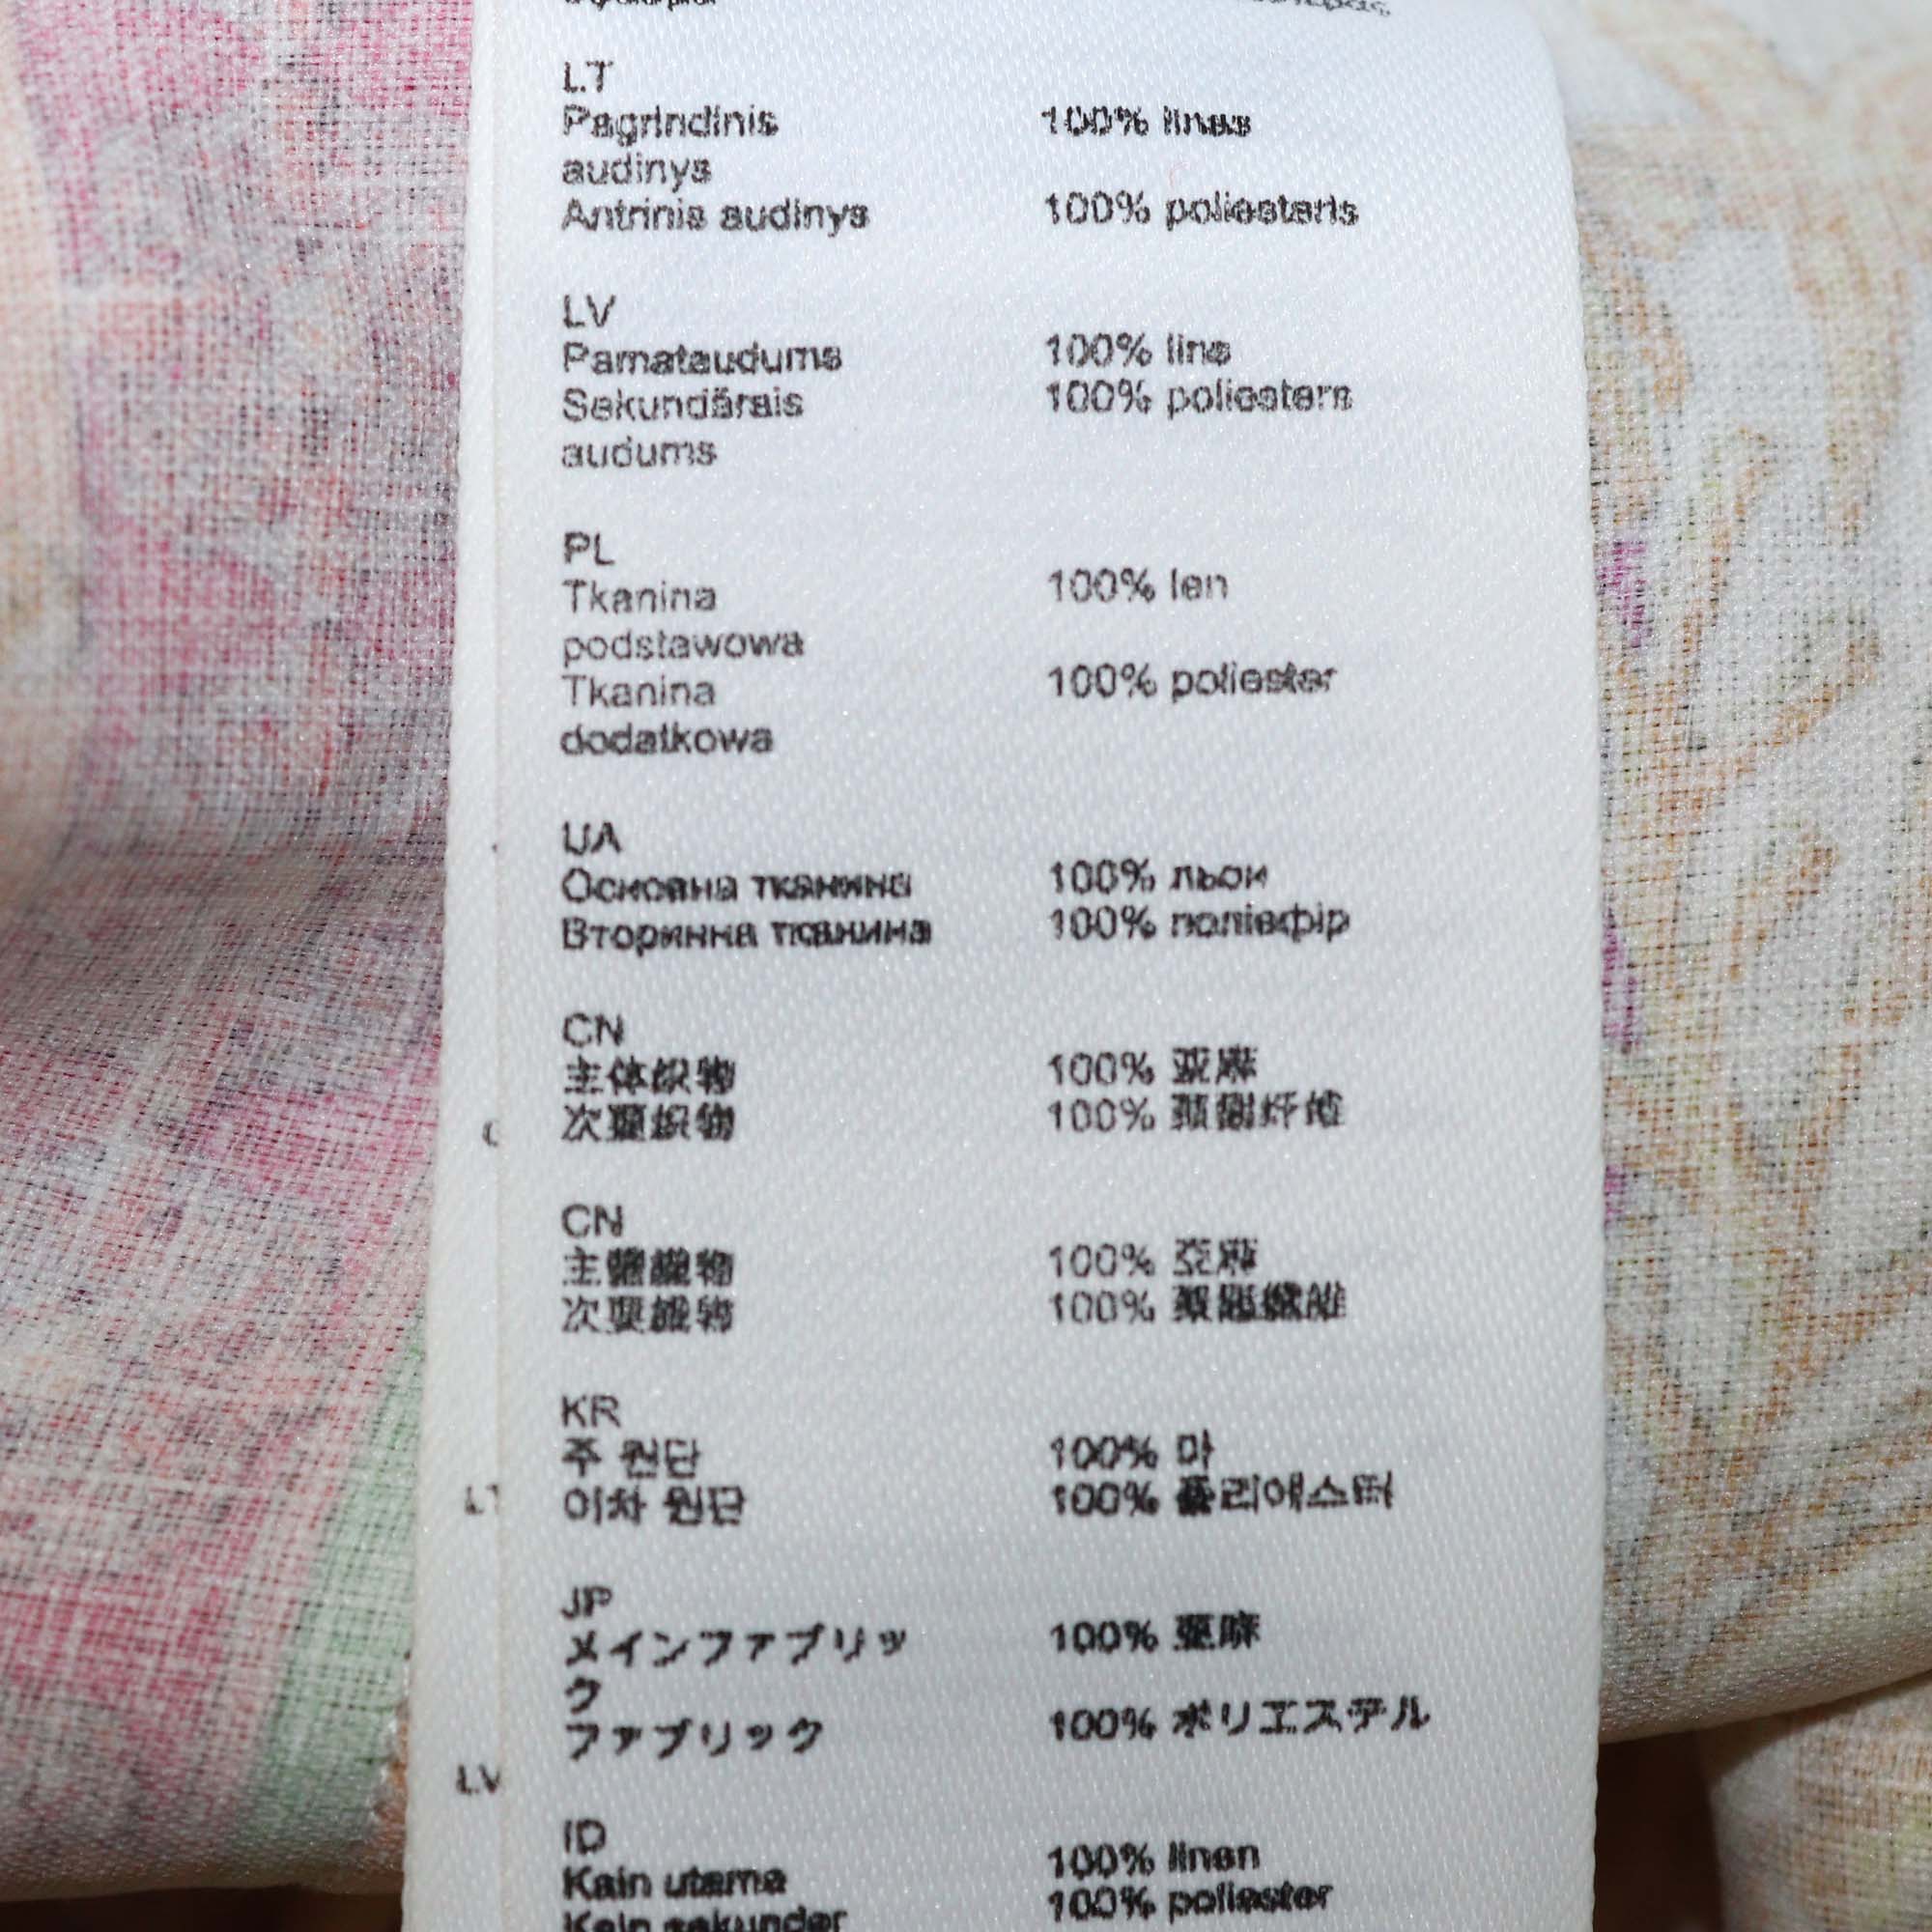 LT
Pagrindinis 100% linas
audinys
Antrinis audinys 100% poliesteris
LV
Pamataudums 100% lins
Sekundārais 100% poliesters
audums
PL
Tkanina 100% len
podstawowa
Tkanina 100% poliester
dodatkowa
UA
Основна тканина 100% льон
Вторинна тканина 100% поліефір
CN
主体织物 100% 亚麻
次要织物 100% 聚酯纤维
CN
主體織物 100% 亞麻
次要織物 100% 聚酯纖維
KR
주 원단 100% 마
이차 원단 100% 폴리에스터
JP
メインファブリッ 100% 亜麻
ク
ファブリック 100% ポリエステル
ID
Kain utama 100% linen
Kain sekunder 100% poliester
LT
LV